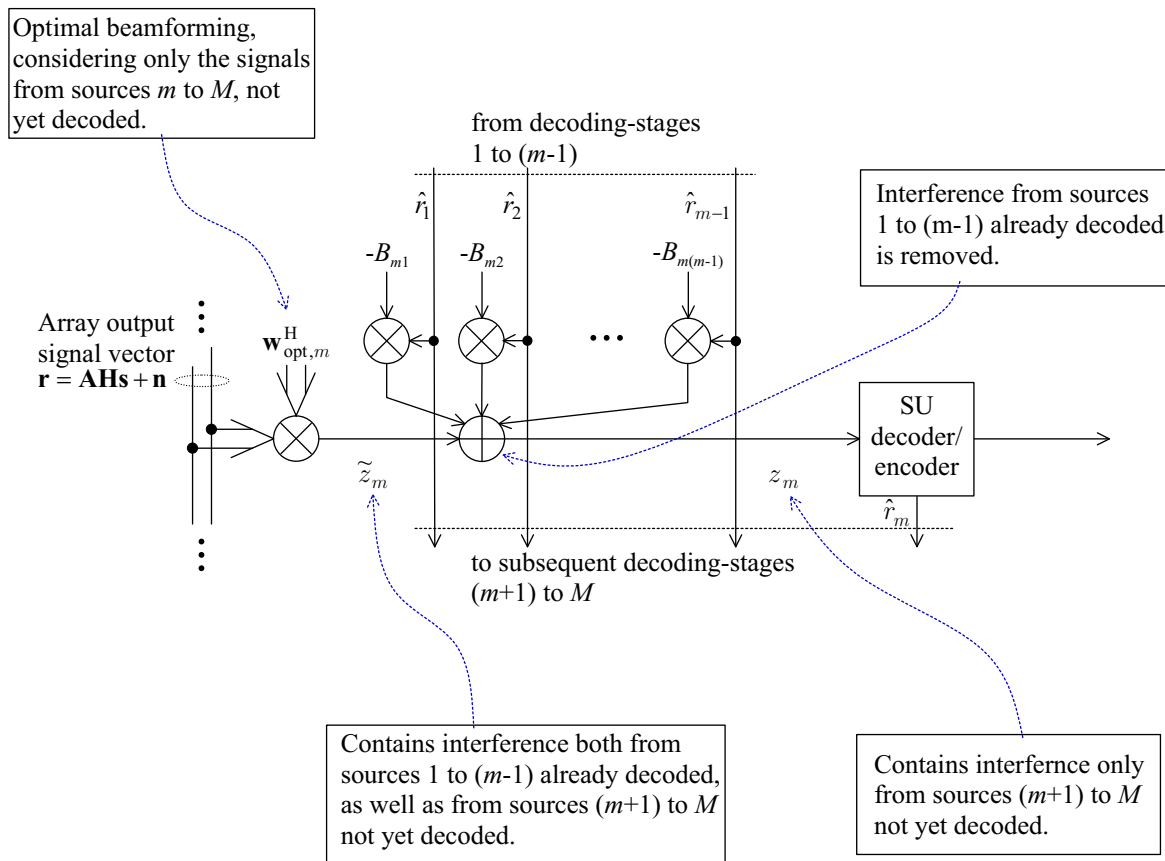 Optimal beamforming,
considering only the signals
from sources m to M, not
yet decoded.
from decoding-stages
1 to (m-1)
r̂₁
r̂₂
r̂ₘ₋₁
Interference from sources
1 to (m-1) already decoded
is removed.
-Bₘ₁
-Bₘ₂
-Bₘ₍ₘ₋₁₎
Array output
signal vector
r = AHs + n
w^H_opt,m
SU
decoder/
encoder
z̃ₘ
zₘ
r̂ₘ
to subsequent decoding-stages
(m+1) to M
Contains interference both from
sources 1 to (m-1) already decoded,
as well as from sources (m+1) to M
not yet decoded.
Contains interfernce only
from sources (m+1) to M
not yet decoded.